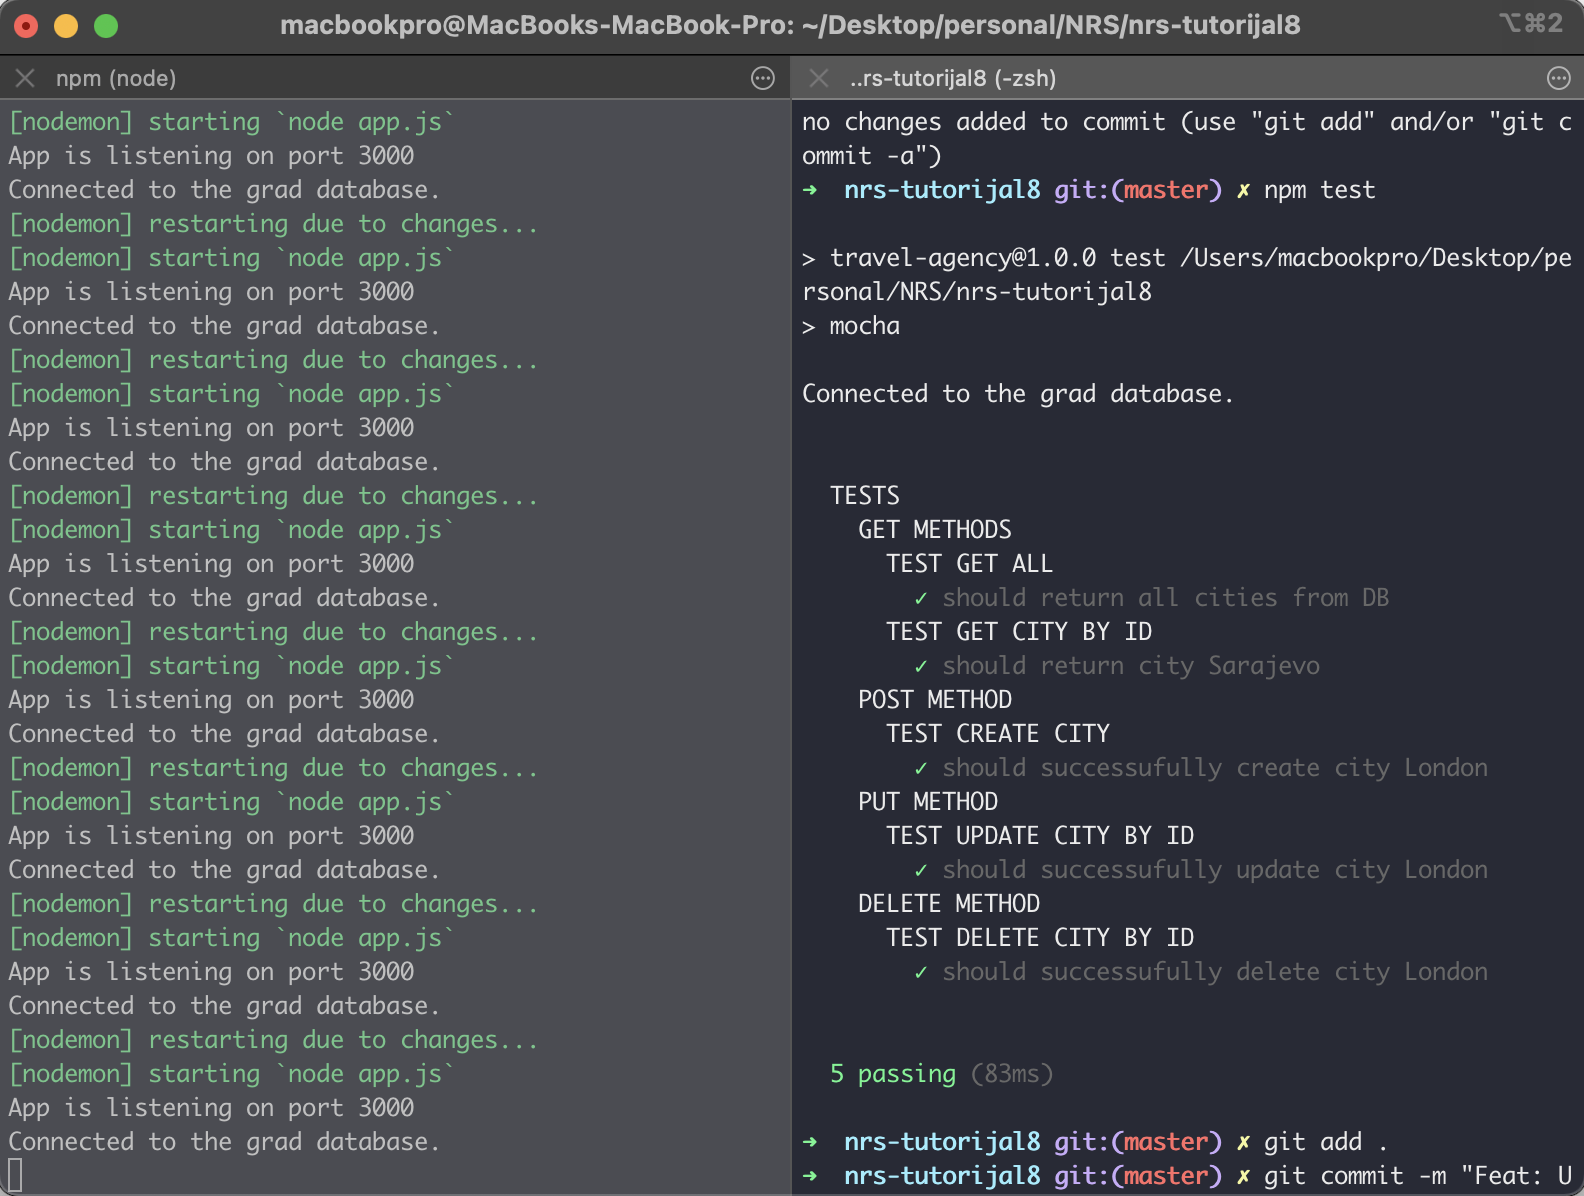 macbookpro@MacBooks-MacBook-Pro: ~/Desktop/personal/NRS/nrs-tutorijal8
⌥⌘2
npm (node)
[nodemon] starting `node app.js`
App is listening on port 3000
Connected to the grad database.
[nodemon] restarting due to changes...
[nodemon] starting `node app.js`
App is listening on port 3000
Connected to the grad database.
[nodemon] restarting due to changes...
[nodemon] starting `node app.js`
App is listening on port 3000
Connected to the grad database.
[nodemon] restarting due to changes...
[nodemon] starting `node app.js`
App is listening on port 3000
Connected to the grad database.
[nodemon] restarting due to changes...
[nodemon] starting `node app.js`
App is listening on port 3000
Connected to the grad database.
[nodemon] restarting due to changes...
[nodemon] starting `node app.js`
App is listening on port 3000
Connected to the grad database.
[nodemon] restarting due to changes...
[nodemon] starting `node app.js`
App is listening on port 3000
Connected to the grad database.
[nodemon] restarting due to changes...
[nodemon] starting `node app.js`
App is listening on port 3000
Connected to the grad database.
..rs-tutorijal8 (-zsh)
no changes added to commit (use "git add" and/or "git c
ommit -a")
➜  nrs-tutorijal8 git:(master) ✗ npm test
> travel-agency@1.0.0 test /Users/macbookpro/Desktop/pe
rsonal/NRS/nrs-tutorijal8
> mocha
Connected to the grad database.
TESTS
GET METHODS
TEST GET ALL
✓ should return all cities from DB
TEST GET CITY BY ID
✓ should return city Sarajevo
POST METHOD
TEST CREATE CITY
✓ should successufully create city London
PUT METHOD
TEST UPDATE CITY BY ID
✓ should successufully update city London
DELETE METHOD
TEST DELETE CITY BY ID
✓ should successufully delete city London
5 passing (83ms)
➜  nrs-tutorijal8 git:(master) ✗ git add .
➜  nrs-tutorijal8 git:(master) ✗ git commit -m "Feat: U